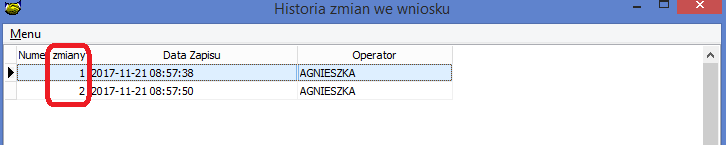 Historia zmian we wniosku
Menu
Nume zmiany Data Zapisu Operator
1 2017-11-21 08:57:38 AGNIESZKA
2 2017-11-21 08:57:50 AGNIESZKA